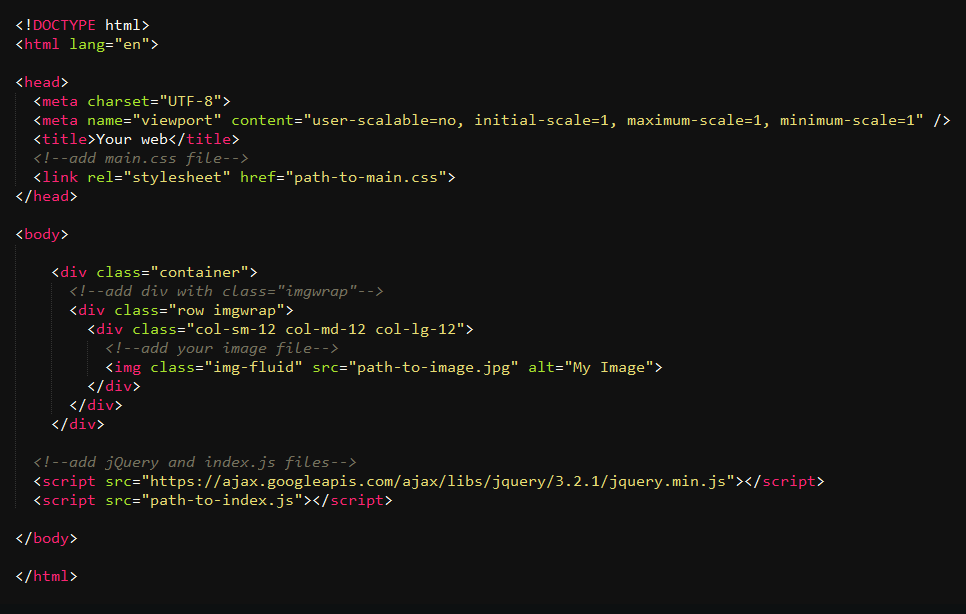 <!DOCTYPE html>
<html lang="en">
<head>
<meta charset="UTF-8">
<meta name="viewport" content="user-scalable=no, initial-scale=1, maximum-scale=1, minimum-scale=1" />
<title>Your web</title>
<!--add main.css file-->
<link rel="stylesheet" href="path-to-main.css">
</head>
<body>
<div class="container">
<!--add div with class="imgwrap"-->
<div class="row imgwrap">
<div class="col-sm-12 col-md-12 col-lg-12">
<!--add your image file-->
<img class="img-fluid" src="path-to-image.jpg" alt="My Image">
</div>
</div>
</div>
<!--add jQuery and index.js files-->
<script src="https://ajax.googleapis.com/ajax/libs/jquery/3.2.1/jquery.min.js"></script>
<script src="path-to-index.js"></script>
</body>
</html>